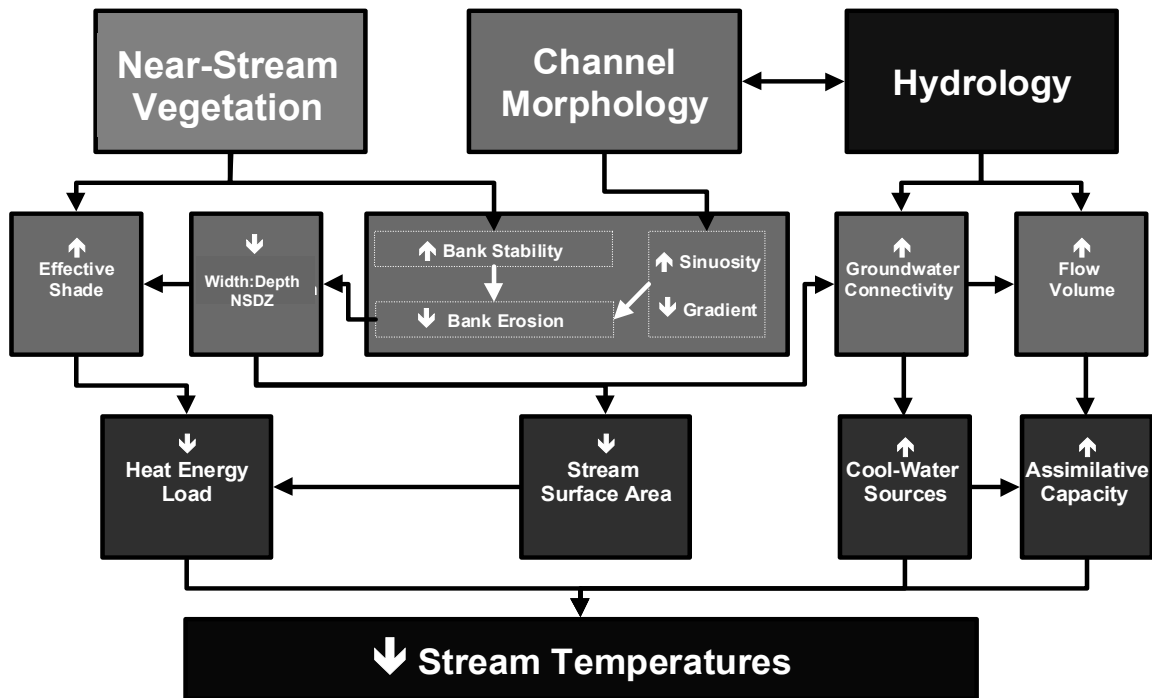 Near-Stream
Vegetation
Channel
Morphology
Hydrology
Effective
Shade
Width:Depth
NSDZ
Bank Stability
Bank Erosion
Sinuosity
Gradient
Groundwater
Connectivity
Flow
Volume
Heat Energy
Load
Stream
Surface Area
Cool-Water
Sources
Assimilative
Capacity
Stream Temperatures